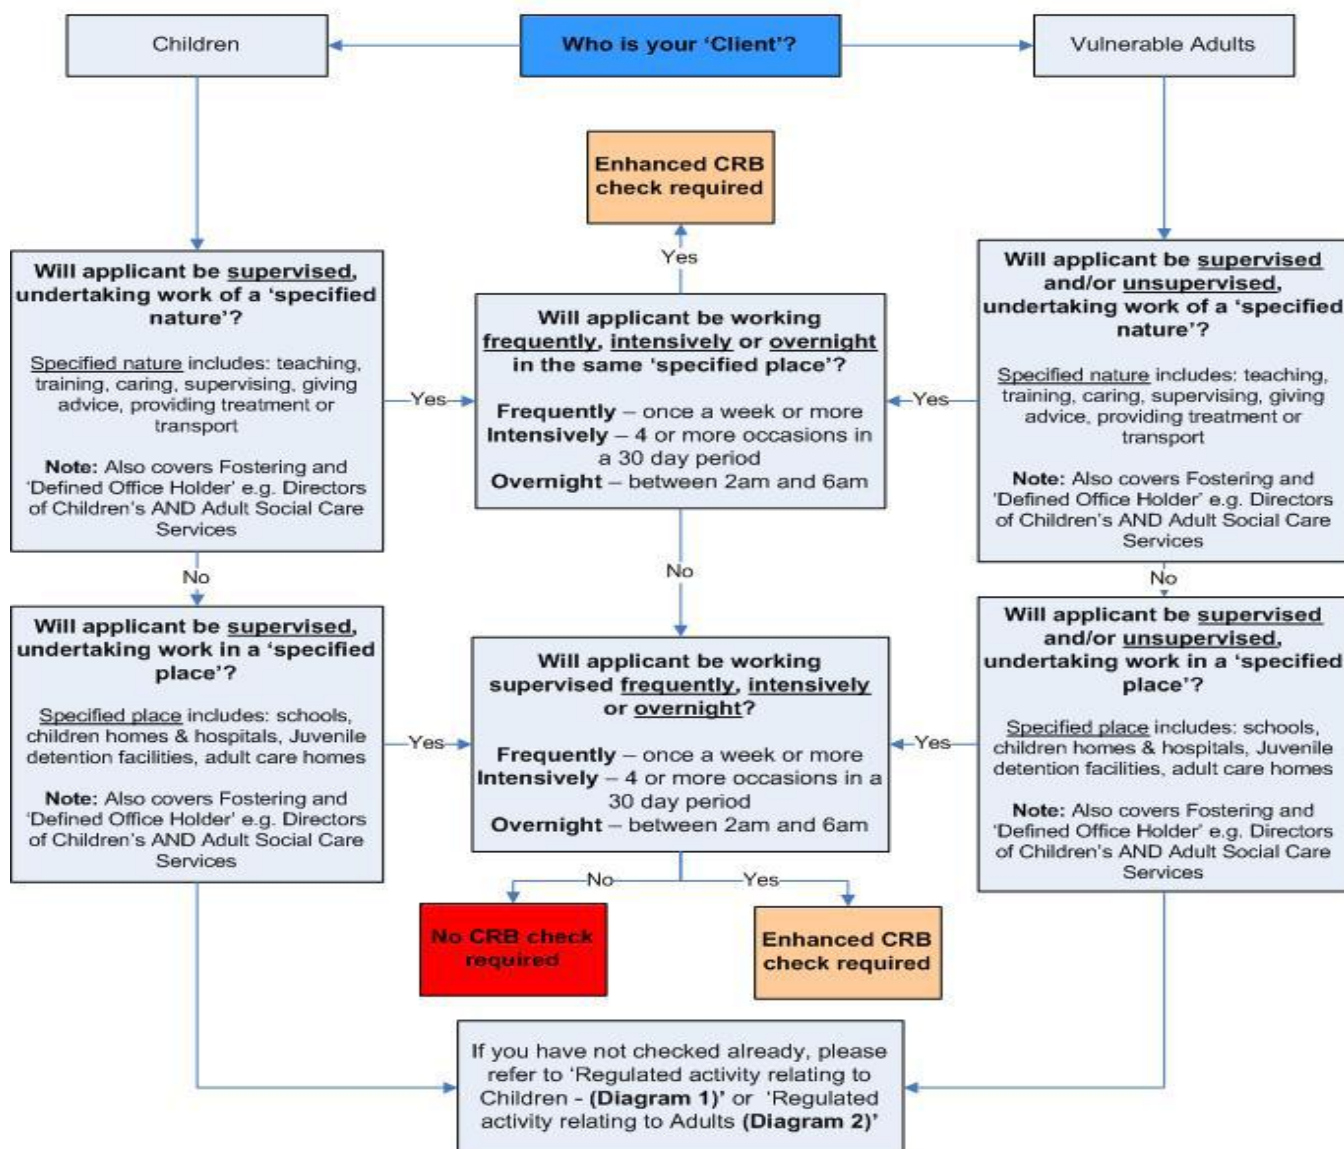 Children
Who is your ‘Client’?
Vulnerable Adults
Enhanced CRB
check required
Yes
Will applicant be supervised,
undertaking work of a ‘specified
nature’?
Specified nature includes: teaching,
training, caring, supervising, giving
advice, providing treatment or
transport
Note: Also covers Fostering and
‘Defined Office Holder’ e.g. Directors
of Children’s AND Adult Social Care
Services
Yes
Will applicant be working
frequently, intensively or overnight
in the same ‘specified place’?
Frequently – once a week or more
Intensively – 4 or more occasions in
a 30 day period
Overnight – between 2am and 6am
Yes
Will applicant be supervised
and/or unsupervised,
undertaking work of a ‘specified
nature’?
Specified nature includes: teaching,
training, caring, supervising, giving
advice, providing treatment or
transport
Note: Also covers Fostering and
‘Defined Office Holder’ e.g. Directors
of Children’s AND Adult Social Care
Services
No
No
No
Will applicant be supervised,
undertaking work in a ‘specified
place’?
Specified place includes: schools,
children homes & hospitals, Juvenile
detention facilities, adult care homes
Note: Also covers Fostering and
‘Defined Office Holder’ e.g. Directors
of Children’s AND Adult Social Care
Services
Yes
Will applicant be working
supervised frequently, intensively
or overnight?
Frequently – once a week or more
Intensively – 4 or more occasions in a
30 day period
Overnight – between 2am and 6am
Yes
Will applicant be supervised
and/or unsupervised,
undertaking work in a ‘specified
place’?
Specified place includes: schools,
children homes & hospitals, Juvenile
detention facilities, adult care homes
Note: Also covers Fostering and
‘Defined Office Holder’ e.g. Directors
of Children’s AND Adult Social Care
Services
No
Yes
No CRB check
required
Enhanced CRB
check required
If you have not checked already, please
refer to ‘Regulated activity relating to
Children - (Diagram 1)’ or ‘Regulated
activity relating to Adults (Diagram 2)’